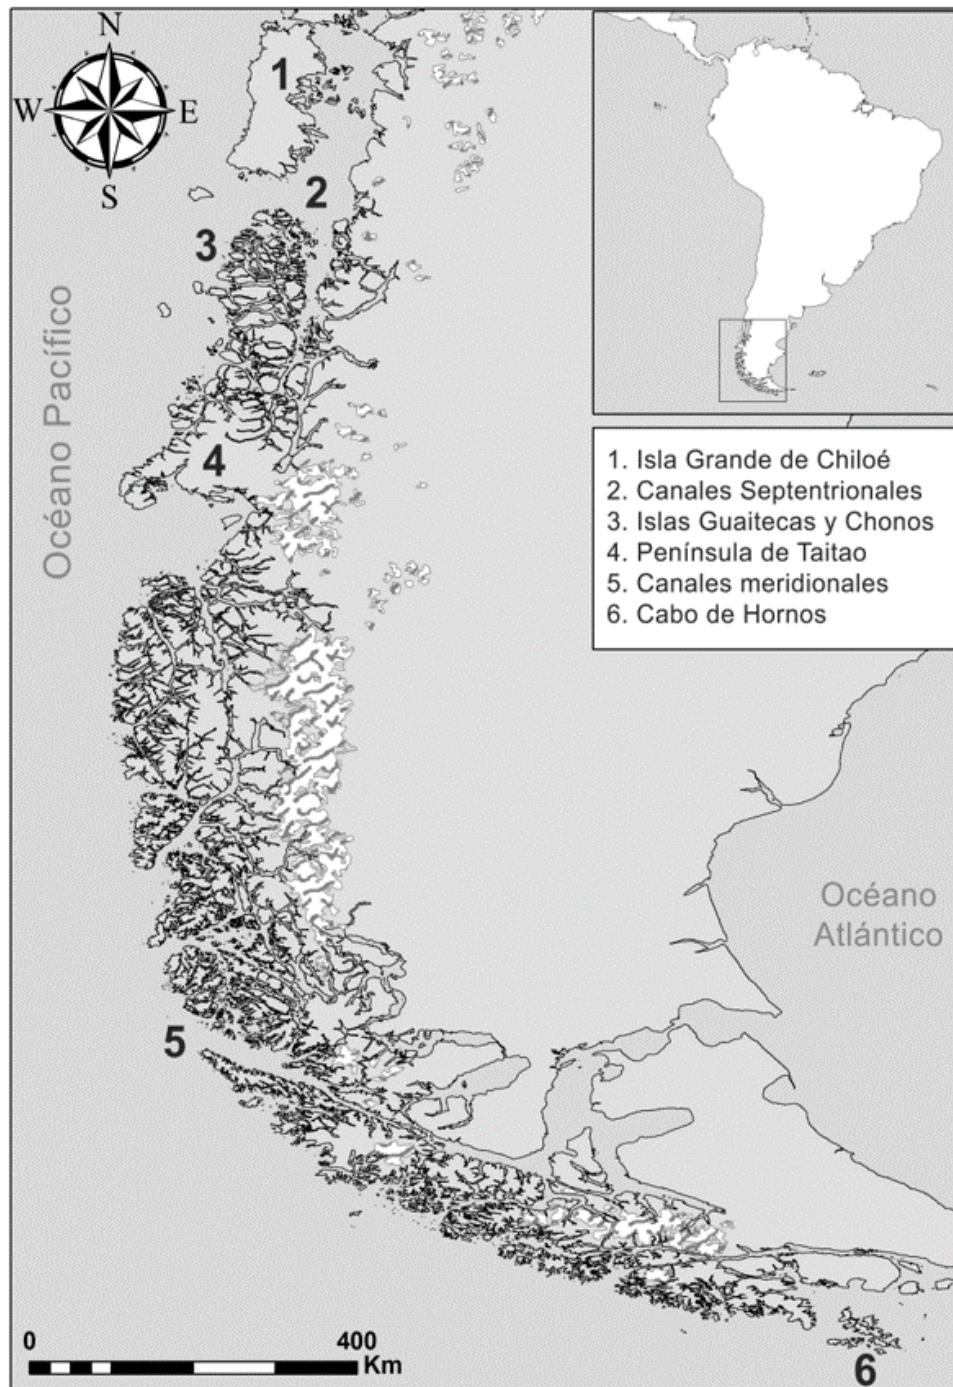 N
W
E
S
1
2
3
4
5
6
Océano Pacífico
Océano
Atlántico
1. Isla Grande de Chiloé
2. Canales Septentrionales
3. Islas Guaitecas y Chonos
4. Península de Taitao
5. Canales meridionales
6. Cabo de Hornos
0
400
Km